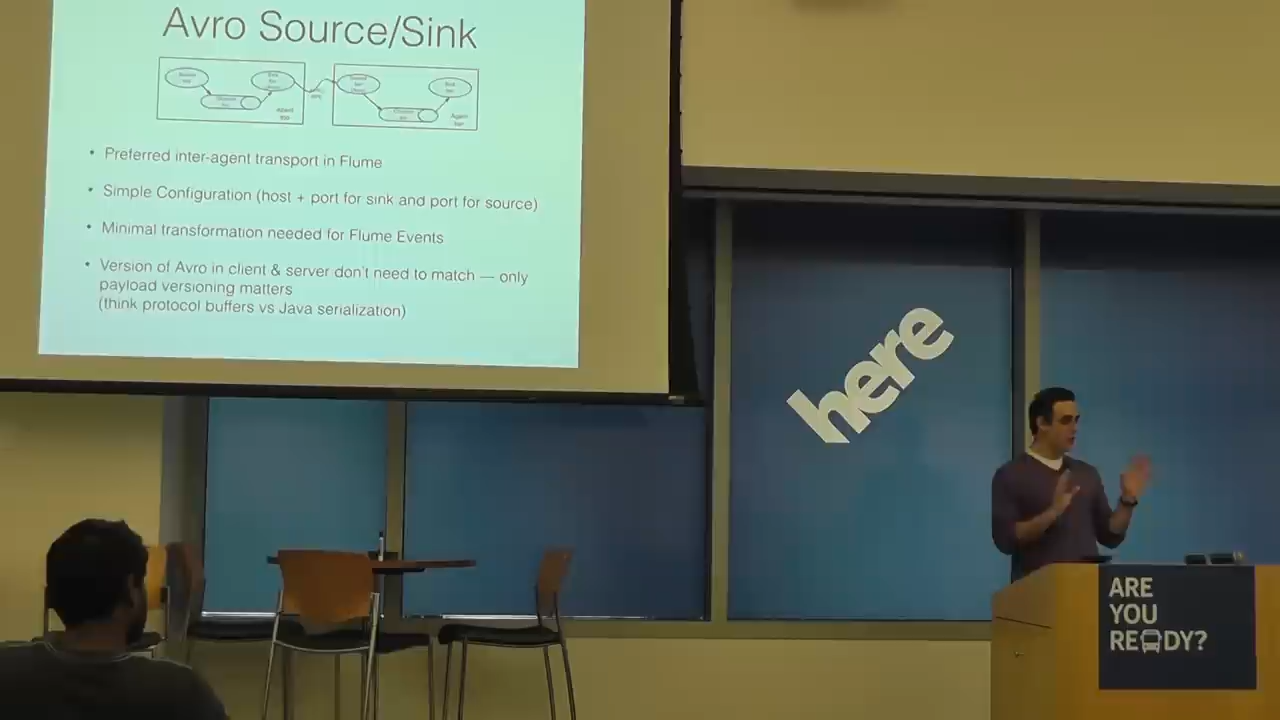 Avro Source/Sink
• Preferred inter-agent transport in Flume
• Simple Configuration (host + port for sink and port for source)
• Minimal transformation needed for Flume Events
• Version of Avro in client & server don't need to match — only
payload versioning matters
(think protocol buffers vs Java serialization)
here
ARE
YOU
READY?